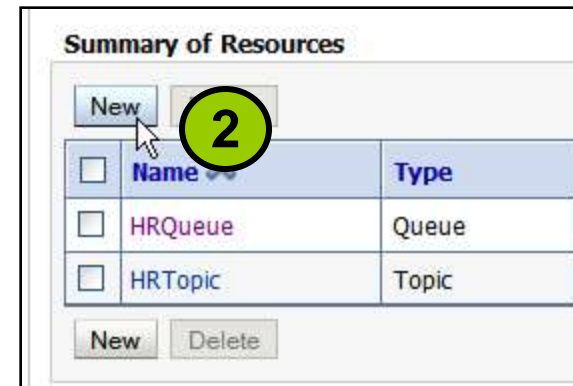 Summary of Resources
New
2
Name Type
HRQueue Queue
HRTopic Topic
New Delete